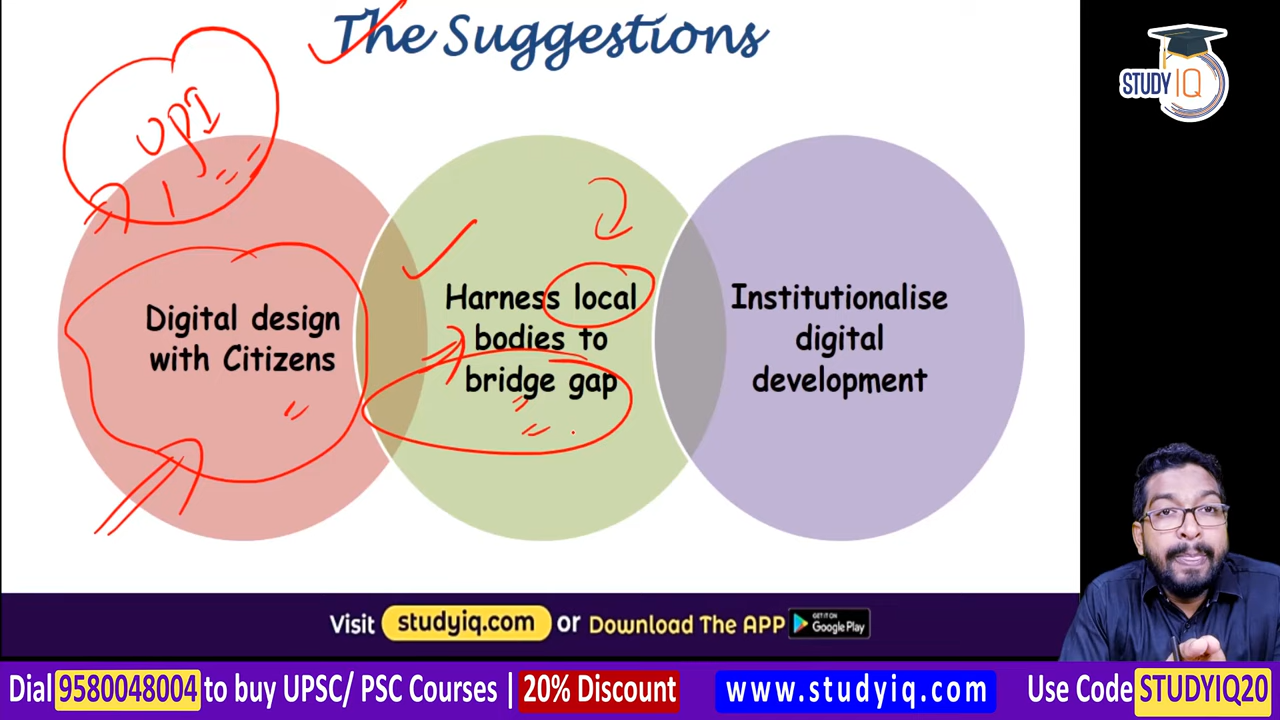 The Suggestions
STUDY IQ
UPI
Digital design
with Citizens
Harness local
bodies to
bridge gap
Institutionalise
digital
development
Visit studyiq.com or Download The APP GET IT ON Google Play
Dial 9580048004 to buy UPSC/ PSC Courses | 20% Discount www.studyiq.com Use Code STUDYIQ20